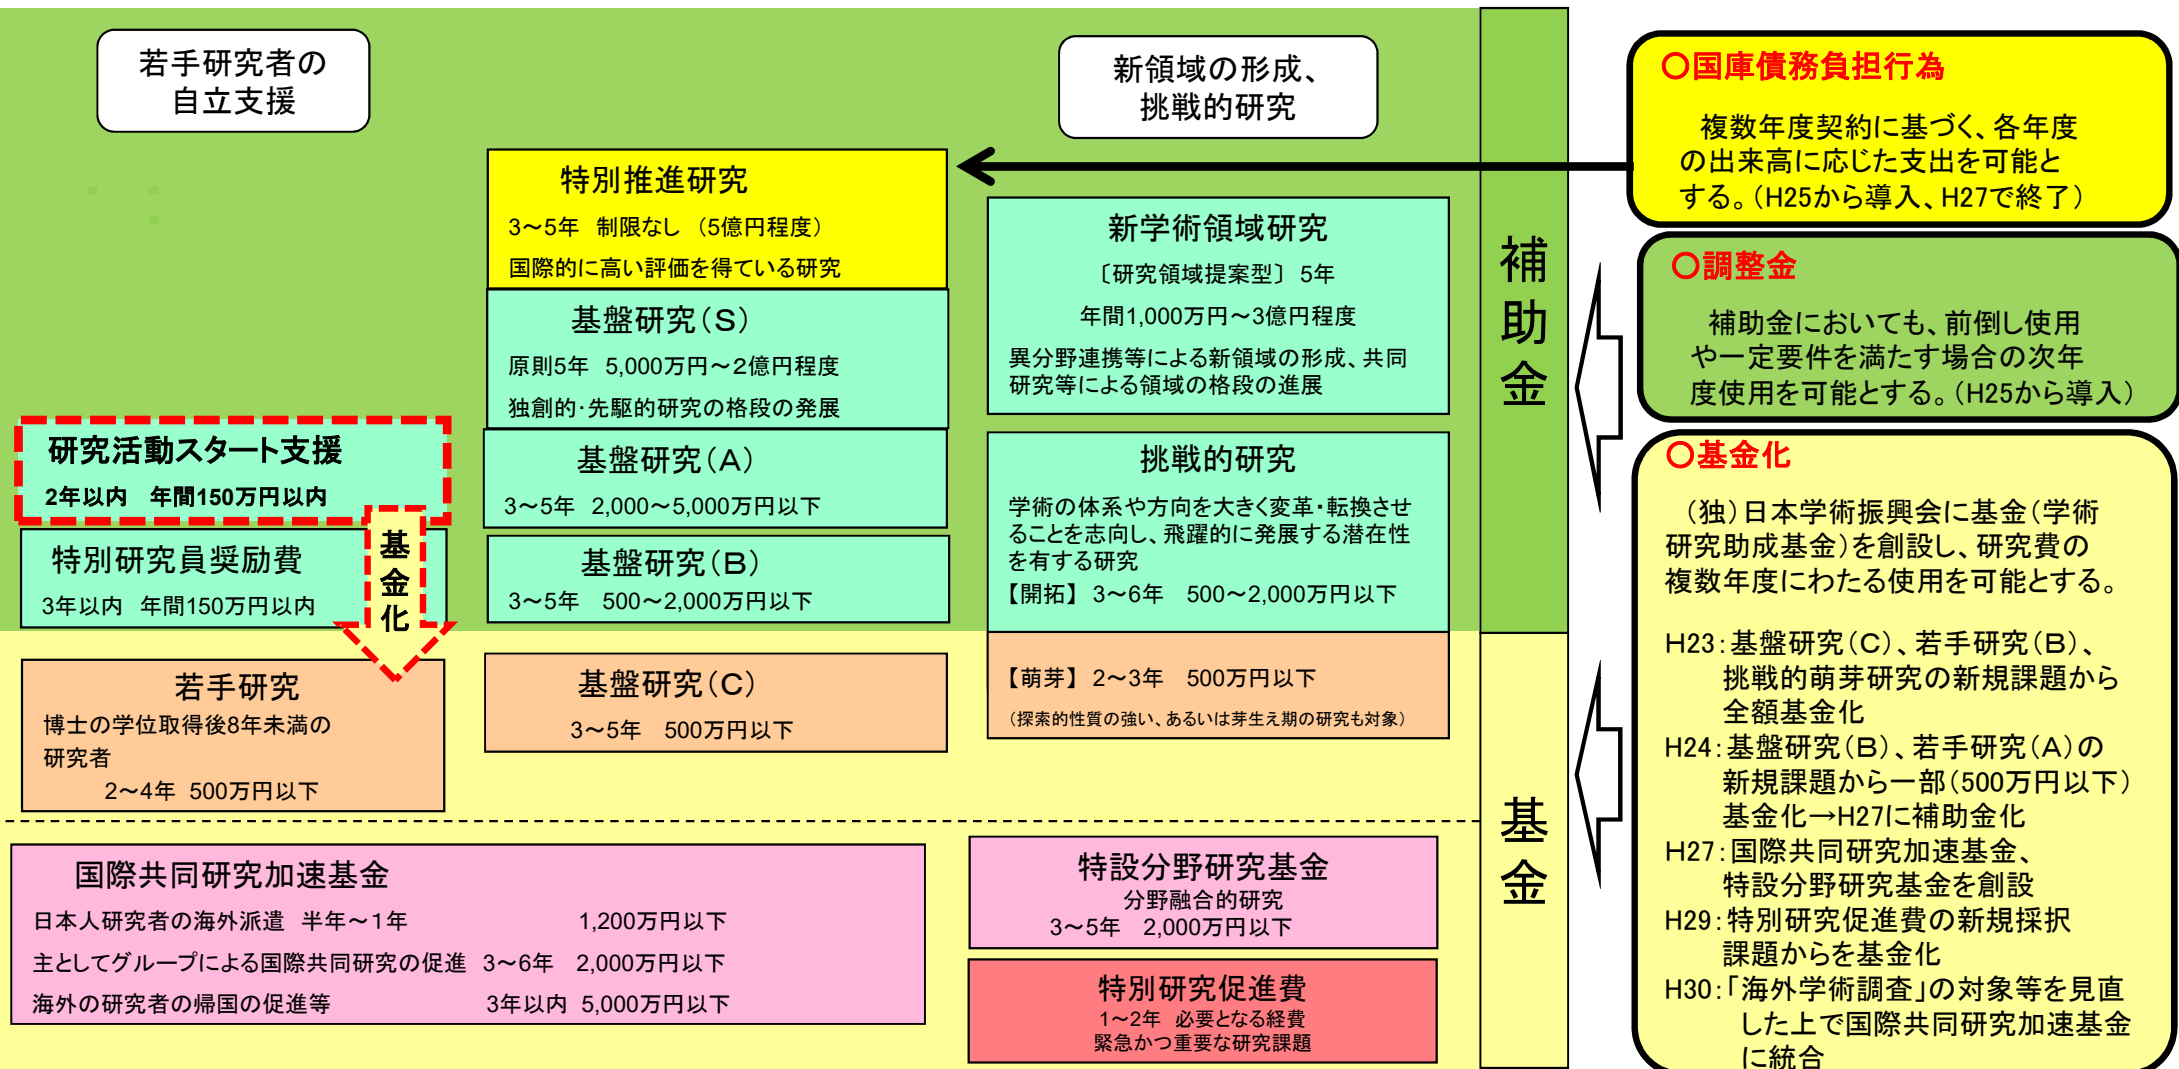 若手研究者の
自立支援
新領域の形成、
挑戦的研究
特別推進研究
3～5年 制限なし （5億円程度）
国際的に高い評価を得ている研究
基盤研究（S）
原則5年 5,000万円～2億円程度
独創的･先駆的研究の格段の発展
基盤研究（A）
3～5年 2,000～5,000万円以下
基盤研究（B）
3～5年 500～2,000万円以下
基盤研究（C）
3～5年 500万円以下
研究活動スタート支援
2年以内 年間150万円以内
特別研究員奨励費
3年以内 年間150万円以内
基
金
化
若手研究
博士の学位取得後8年未満の
研究者
2～4年 500万円以下
新学術領域研究
〔研究領域提案型〕 5年
年間1,000万円～3億円程度
異分野連携等による新領域の形成、共同
研究等による領域の格段の進展
挑戦的研究
学術の体系や方向を大きく変革・転換させ
ることを志向し、飛躍的に発展する潜在性
を有する研究
【開拓】 3～6年 500～2,000万円以下
【萌芽】 2～3年 500万円以下
（探索的性質の強い、あるいは芽生え期の研究も対象）
国際共同研究加速基金
日本人研究者の海外派遣 半年～1年 1,200万円以下
主としてグループによる国際共同研究の促進 3～6年 2,000万円以下
海外の研究者の帰国の促進等 3年以内 5,000万円以下
特設分野研究基金
分野融合的研究
3～5年 2,000万円以下
特別研究促進費
1～2年 必要となる経費
緊急かつ重要な研究課題
補
助
金
基
金
○国庫債務負担行為
複数年度契約に基づく、各年度
の出来高に応じた支出を可能と
する。（H25から導入、H27で終了）
○調整金
補助金においても、前倒し使用
や一定要件を満たす場合の次年
度使用を可能とする。（H25から導入）
○基金化
（独）日本学術振興会に基金（学術
研究助成基金）を創設し、研究費の
複数年度にわたる使用を可能とする。
H23：基盤研究（C）、若手研究（B）、
挑戦的萌芽研究の新規課題から
全額基金化
H24：基盤研究（B）、若手研究（A）の
新規課題から一部（500万円以下）
基金化→H27に補助金化
H27：国際共同研究加速基金、
特設分野研究基金を創設
H29：特別研究促進費の新規採択
課題からを基金化
H30：「海外学術調査」の対象等を見直
した上で国際共同研究加速基金
に統合